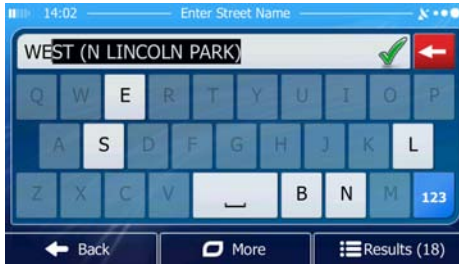 14:02 Enter Street Name
WEST (N LINCOLN PARK)
Q W E R T Y U I O P
A S D F G H J K L
Z X C V B N M 123
Back More Results (18)